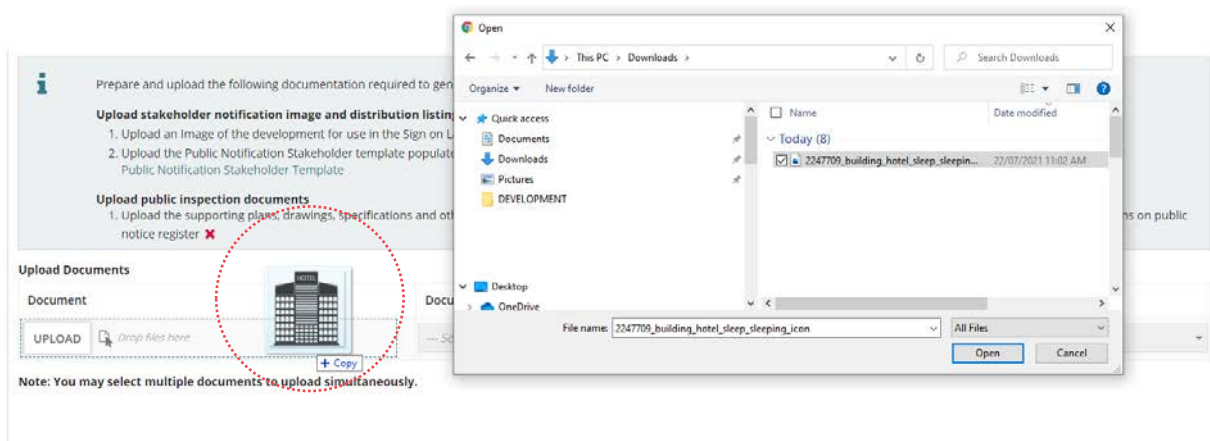 Prepare and upload the following documentation required to gen
Upload stakeholder notification image and distribution listing
1. Upload an Image of the development for use in the Sign on L
2. Upload the Public Notification Stakeholder template populate
Public Notification Stakeholder Template
Upload public inspection documents
1. Upload the supporting plans, drawings, specifications and oth
ns on public
notice register
Upload Documents
Document
Docu
UPLOAD
Drop files here
HOTEL
+ Copy
Note: You may select multiple documents to upload simultaneously.
Open
This PC > Downloads >
Search Downloads
Organize
New folder
Quick access
Documents
Downloads
Pictures
DEVELOPMENT
Desktop
OneDrive
Name
Date modified
Today (8)
2247709_building_hotel_sleep_sleepin... 22/07/2021 11:02 AM
File name: 2247709_building_hotel_sleep_sleeping_icon
All Files
Open
Cancel